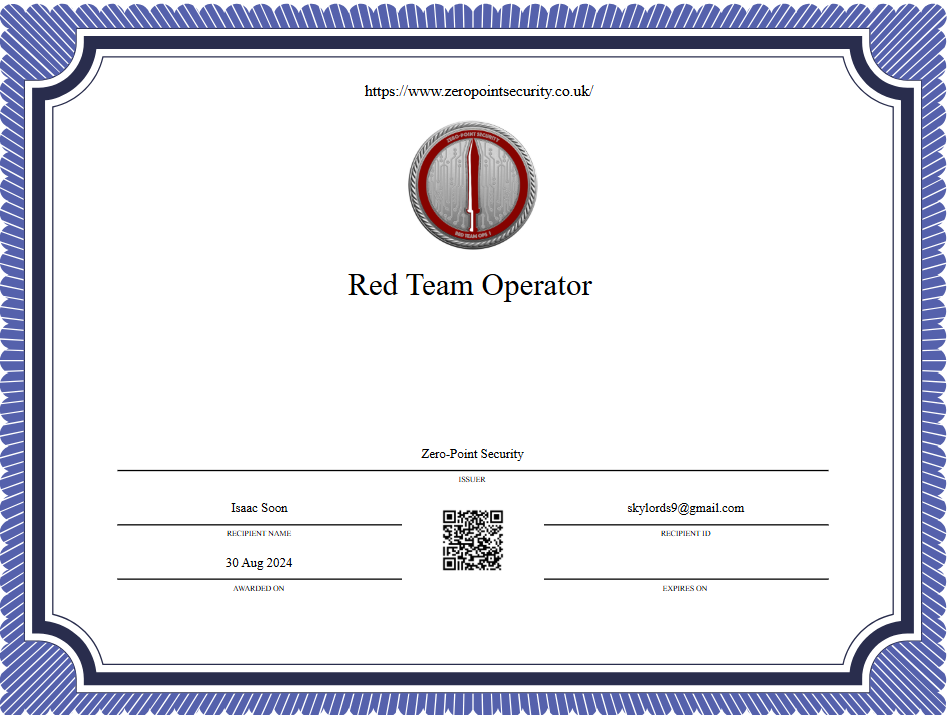 https://www.zeropointsecurity.co.uk/
ZERO-POINT SECURITY
RED TEAM OPS 1
Red Team Operator
Zero-Point Security
ISSUER
Isaac Soon
skylords9@gmail.com
RECIPIENT NAME
RECIPIENT ID
30 Aug 2024
AWARDED ON
EXPIRES ON